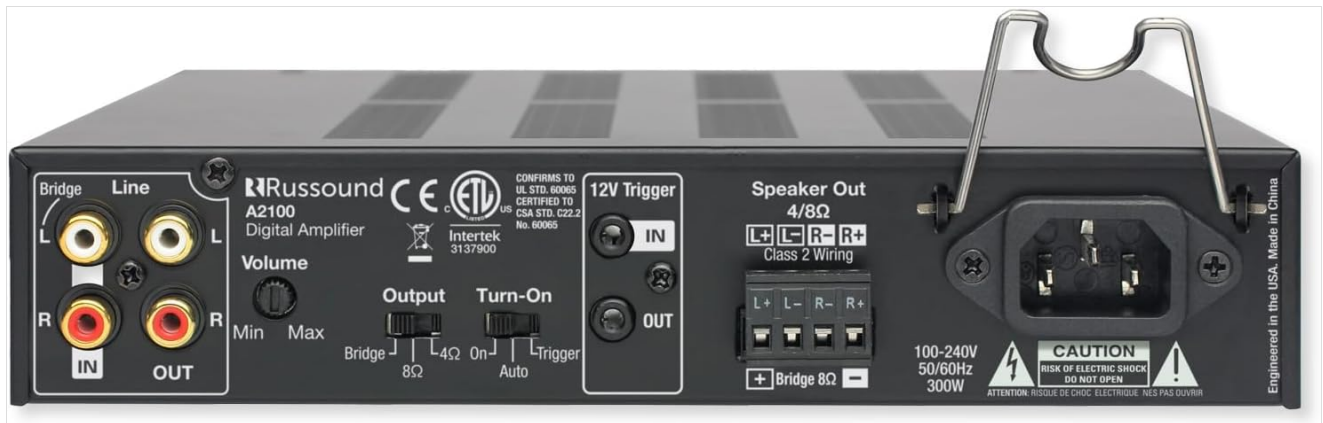 Bridge Line
L L
R R
IN OUT
Russound
A2100
Digital Amplifier
Volume
Min Max
CE
ETL
LISTED
C US
Intertek
3137900
CONFIRMS TO
UL STD. 60065
CERTIFIED TO
CSA STD. C22.2
No. 60065
Output
Bridge 4Ω
8Ω
Turn-On
On Trigger
Auto
12V Trigger
IN
OUT
Speaker Out
4/8Ω
L+ L- R- R+
Class 2 Wiring
L+ L- R- R+
+ Bridge 8Ω -
100-240V
50/60Hz
300W
CAUTION
RISK OF ELECTRIC SHOCK
DO NOT OPEN
ATTENTION: RISQUE DE CHOC ELECTRIQUE NES PAS OUVRIR
Engineered in the USA. Made in China